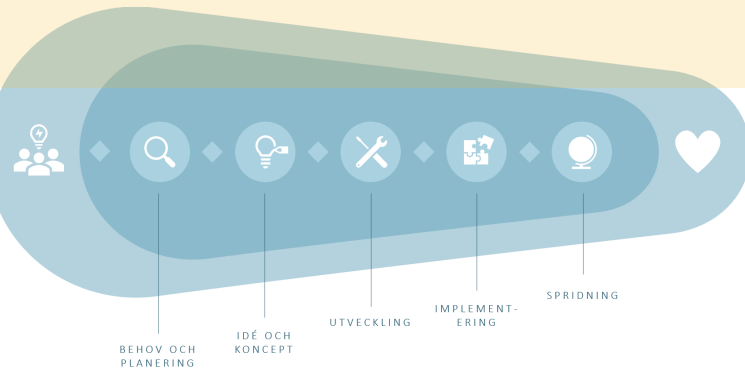 BEHOV OCH
PLANERING
IDÉ OCH
KONCEPT
UTVECKLING
IMPLEMENT-
ERING
SPRIDNING